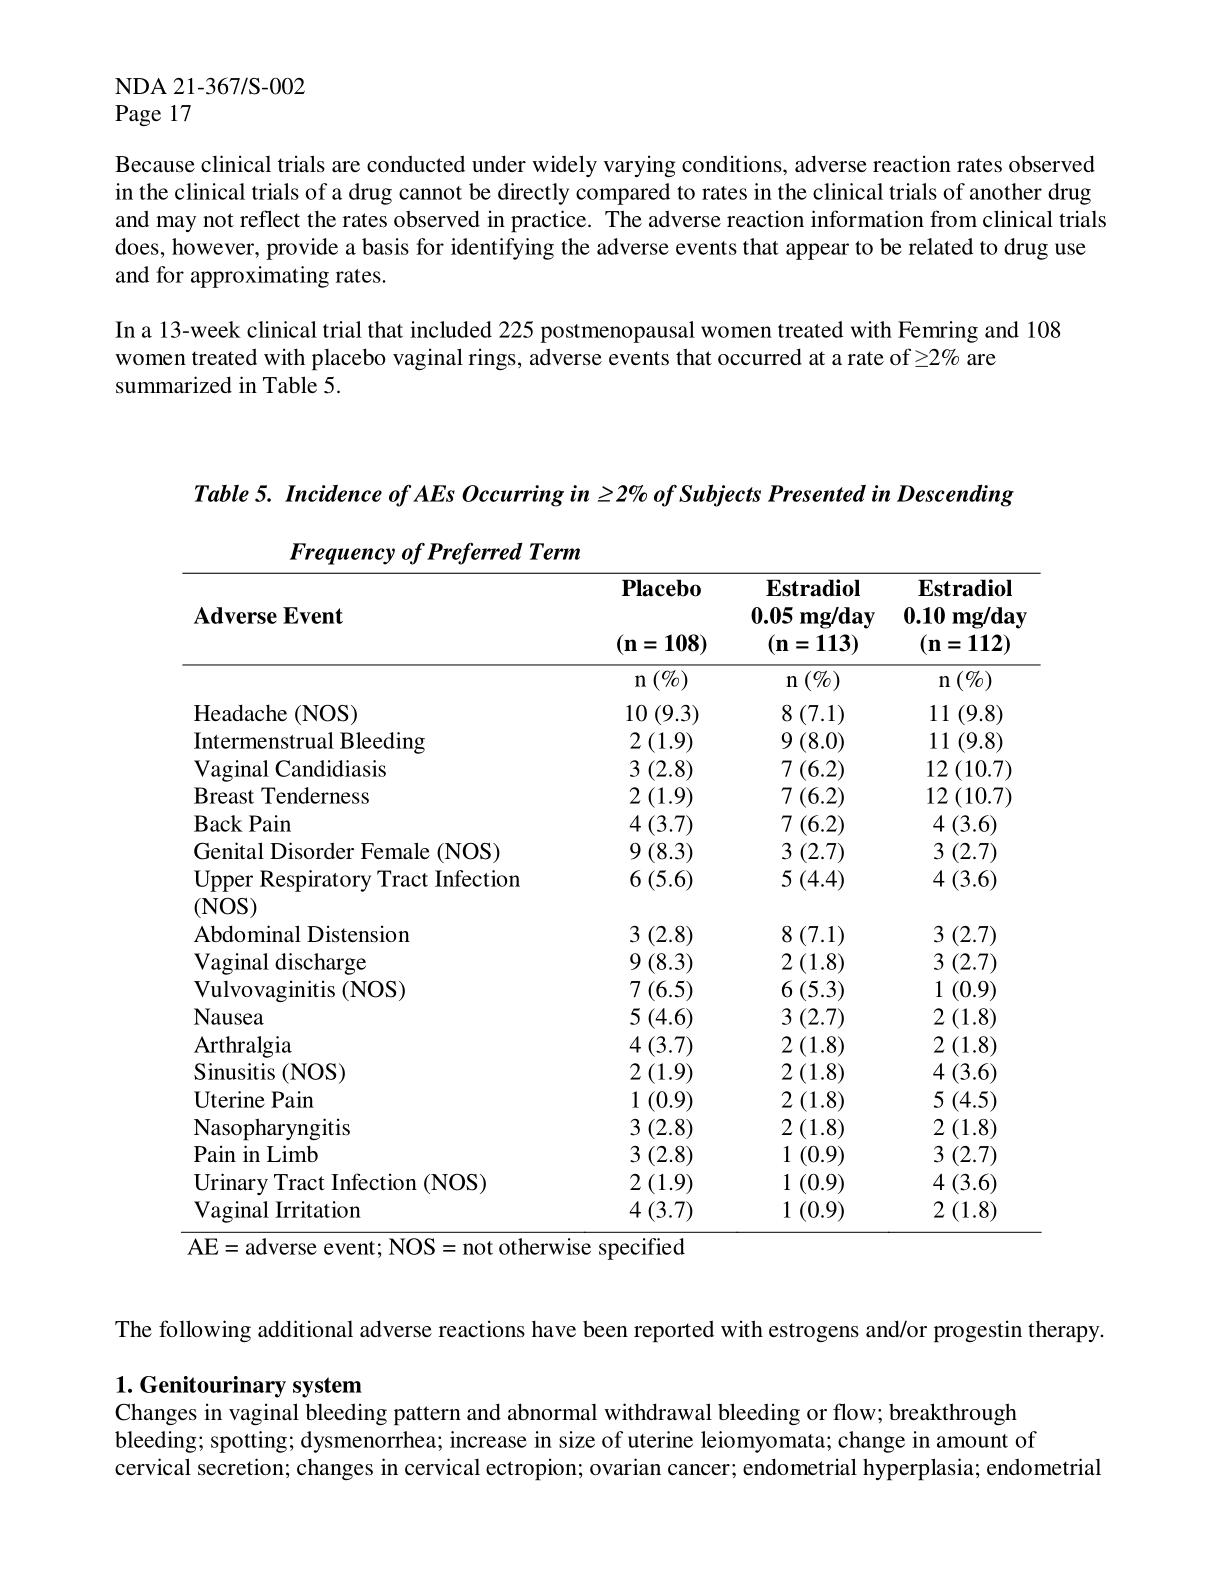 NDA 21-367/S-002
Page 17
Because clinical trials are conducted under widely varying conditions, adverse reaction rates observed
in the clinical trials of a drug cannot be directly compared to rates in the clinical trials of another drug
and may not reflect the rates observed in practice.  The adverse reaction information from clinical trials
does, however, provide a basis for identifying the adverse events that appear to be related to drug use
and for approximating rates.
In a 13-week clinical trial that included 225 postmenopausal women treated with Femring and 108
women treated with placebo vaginal rings, adverse events that occurred at a rate of ≥2% are
summarized in Table 5.
Table 5.  Incidence of AEs Occurring in ≥2% of Subjects Presented in Descending
Frequency of Preferred Term
Placebo Estradiol Estradiol
Adverse Event 0.05 mg/day 0.10 mg/day
(n = 108) (n = 113) (n = 112)
n (%) n (%) n (%)
Headache (NOS) 10 (9.3) 8 (7.1) 11 (9.8)
Intermenstrual Bleeding 2 (1.9) 9 (8.0) 11 (9.8)
Vaginal Candidiasis 3 (2.8) 7 (6.2) 12 (10.7)
Breast Tenderness 2 (1.9) 7 (6.2) 12 (10.7)
Back Pain 4 (3.7) 7 (6.2) 4 (3.6)
Genital Disorder Female (NOS) 9 (8.3) 3 (2.7) 3 (2.7)
Upper Respiratory Tract Infection 6 (5.6) 5 (4.4) 4 (3.6)
(NOS)
Abdominal Distension 3 (2.8) 8 (7.1) 3 (2.7)
Vaginal discharge 9 (8.3) 2 (1.8) 3 (2.7)
Vulvovaginitis (NOS) 7 (6.5) 6 (5.3) 1 (0.9)
Nausea 5 (4.6) 3 (2.7) 2 (1.8)
Arthralgia 4 (3.7) 2 (1.8) 2 (1.8)
Sinusitis (NOS) 2 (1.9) 2 (1.8) 4 (3.6)
Uterine Pain 1 (0.9) 2 (1.8) 5 (4.5)
Nasopharyngitis 3 (2.8) 2 (1.8) 2 (1.8)
Pain in Limb 3 (2.8) 1 (0.9) 3 (2.7)
Urinary Tract Infection (NOS) 2 (1.9) 1 (0.9) 4 (3.6)
Vaginal Irritation 4 (3.7) 1 (0.9) 2 (1.8)
AE = adverse event; NOS = not otherwise specified
The following additional adverse reactions have been reported with estrogens and/or progestin therapy.
1. Genitourinary system
Changes in vaginal bleeding pattern and abnormal withdrawal bleeding or flow; breakthrough
bleeding; spotting; dysmenorrhea; increase in size of uterine leiomyomata; change in amount of
cervical secretion; changes in cervical ectropion; ovarian cancer; endometrial hyperplasia; endometrial